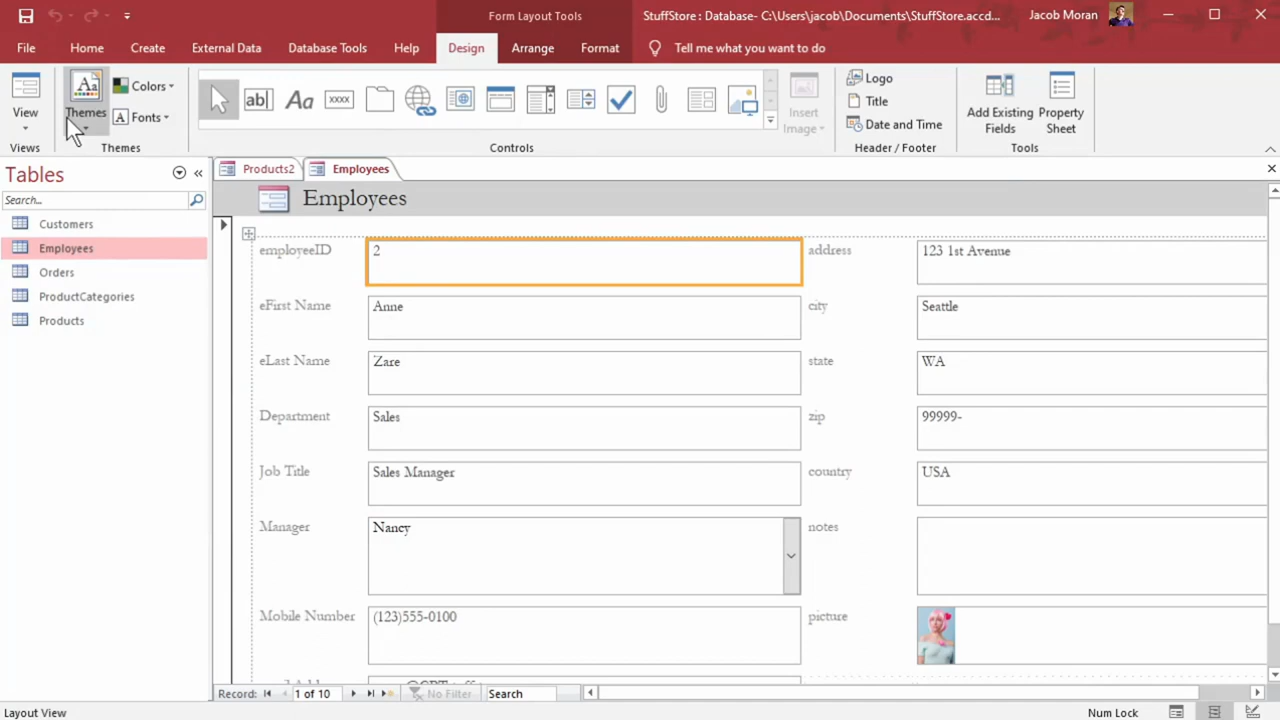 Form Layout Tools
StuffStore : Database- C:\Users\jacob\Documents\StuffStore.accd...
Jacob Moran
File
Home
Create
External Data
Database Tools
Help
Design
Arrange
Format
Tell me what you want to do
View
Themes
Colors
Fonts
Aa
ab
Aa
xxxx
Insert
Image
Logo
Title
Date and Time
Add Existing
Fields
Property
Sheet
Views
Themes
Controls
Header / Footer
Tools
Tables
Search...
Customers
Employees
Orders
ProductCategories
Products
Products2
Employees
Employees
employeeID
2
address
123 1st Avenue
eFirst Name
Anne
city
Seattle
eLast Name
Zare
state
WA
Department
Sales
zip
99999-
Job Title
Sales Manager
country
USA
Manager
Nancy
notes
Mobile Number
(123)555-0100
picture
Record:
1 of 10
No Filter
Search
Layout View
Num Lock